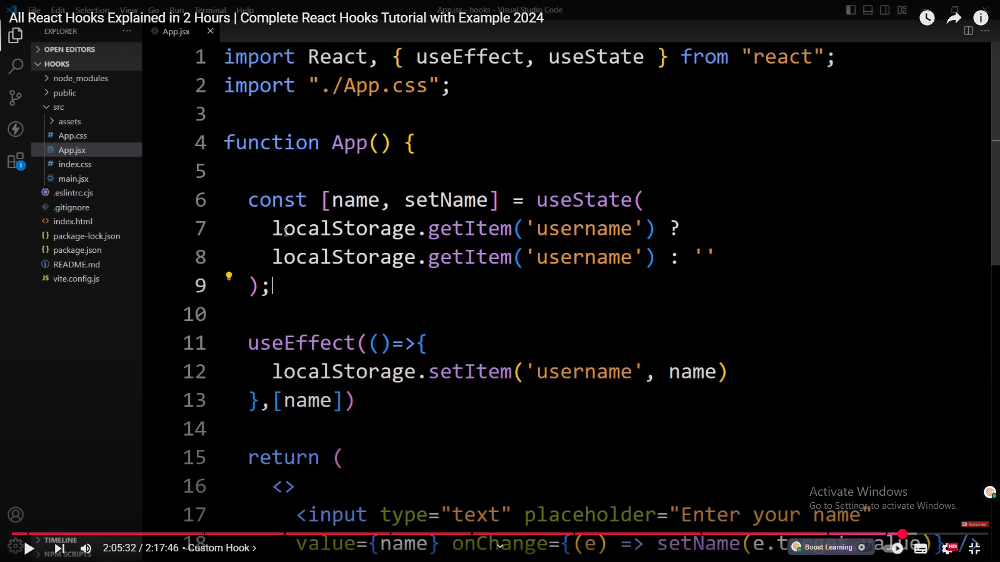 File Edit Selection View Go Run Terminal Help
App.jsx - hooks - Visual Studio Code
All React Hooks Explained in 2 Hours | Complete React Hooks Tutorial with Example 2024
EXPLORER
App.jsx
OPEN EDITORS
HOOKS
node_modules
public
src
assets
# App.css
App.jsx
# index.css
main.jsx
.eslintrc.cjs
.gitignore
<> index.html
{} package-lock.json
{} package.json
README.md
JS vite.config.js
1
TIMELINE
NPM SCRIPTS
1 import React, { useEffect, useState } from "react";
2 import "./App.css";
3
4 function App() {
5
6 const [name, setName] = useState(
7 localStorage.getItem('username') ?
8 localStorage.getItem('username') : ''
9 );
10
11 useEffect(()=>{
12 localStorage.setItem('username', name)
13 },[name])
14
15 return (
16 <>
17 <input type="text" placeholder="Enter your name"
18 value={name} onChange={(e) => setName(e.target.value)} />
Activate Windows
Go to Settings to activate Windows.
Subscribe
2:05:32 / 2:17:46 • Custom Hook >
Boost Learning
HD